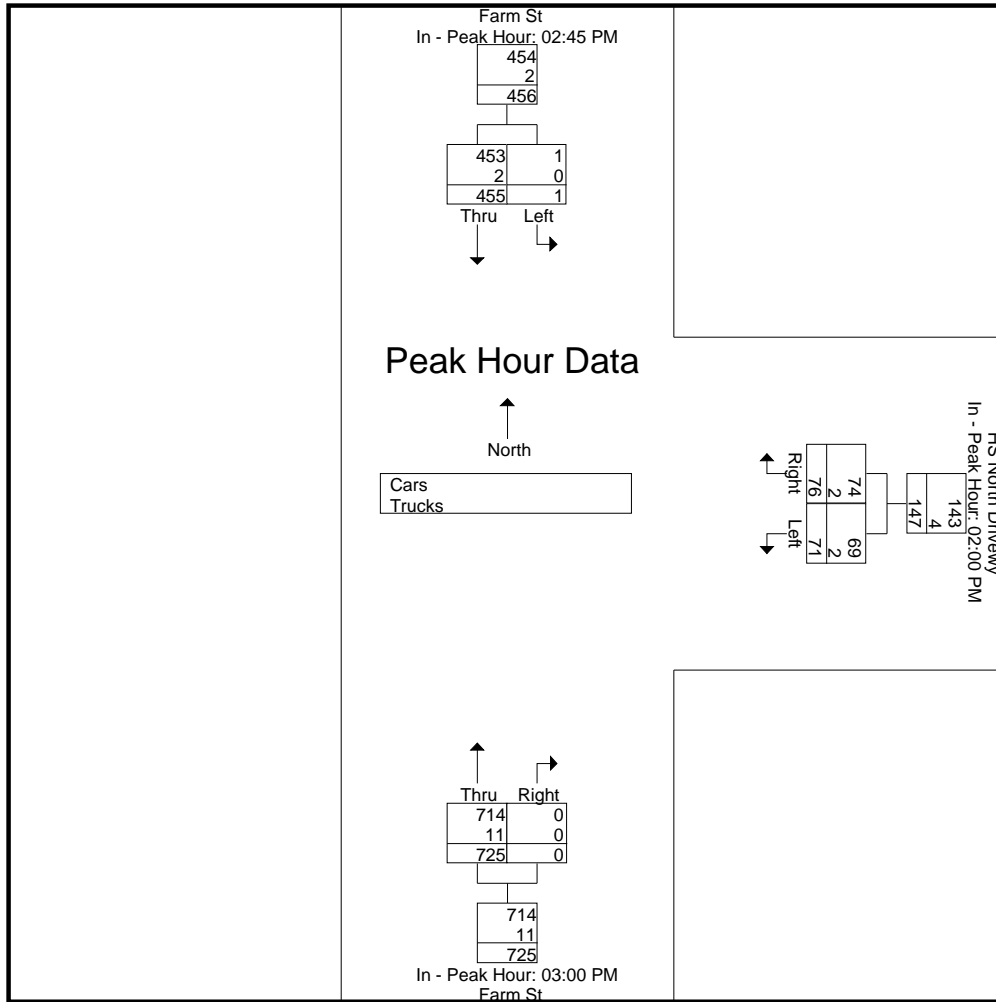 Farm St
In - Peak Hour: 02:45 PM
454
2
456
453 1
2 0
455 1
Thru Left
Peak Hour Data
North
Cars
Trucks
HS North Drivewy
In - Peak Hour: 02:00 PM
143
4
147
74 69
2 2
76 71
Right Left
Thru Right
714 0
11 0
725 0
714
11
725
In - Peak Hour: 03:00 PM
Farm St